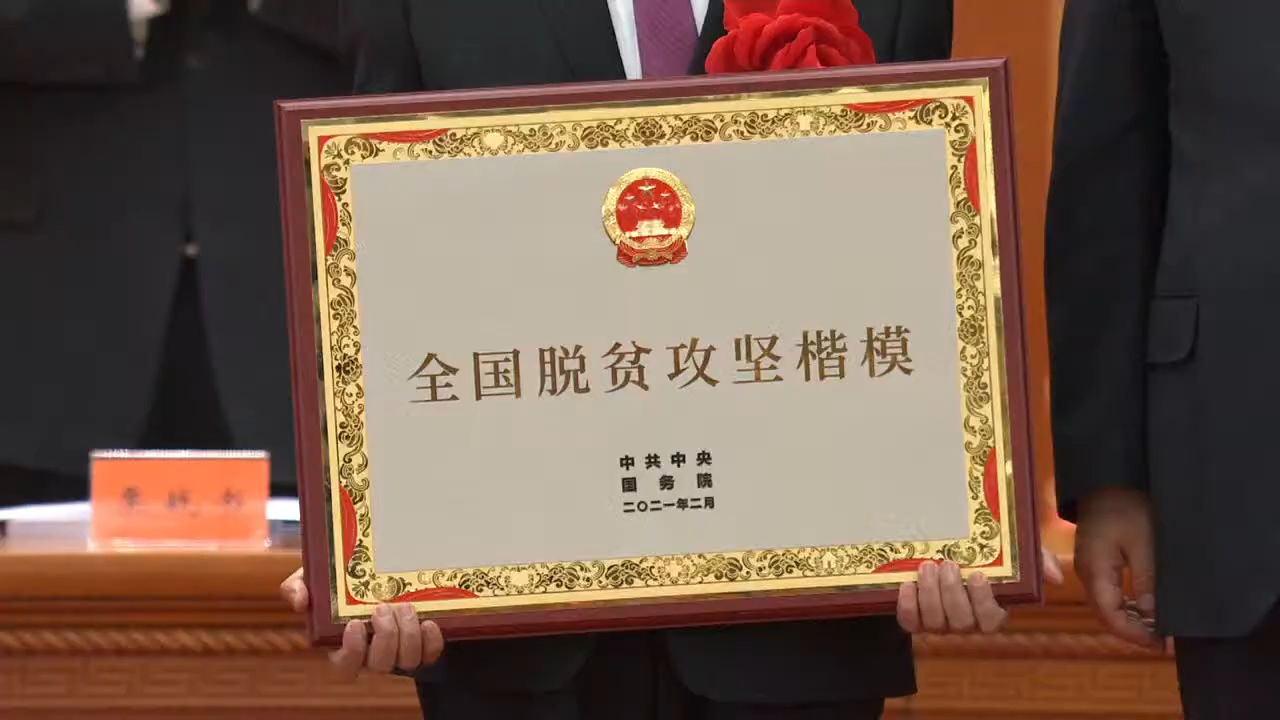 全国脱贫攻坚楷模
中共中央
国务院
二〇二一年二月